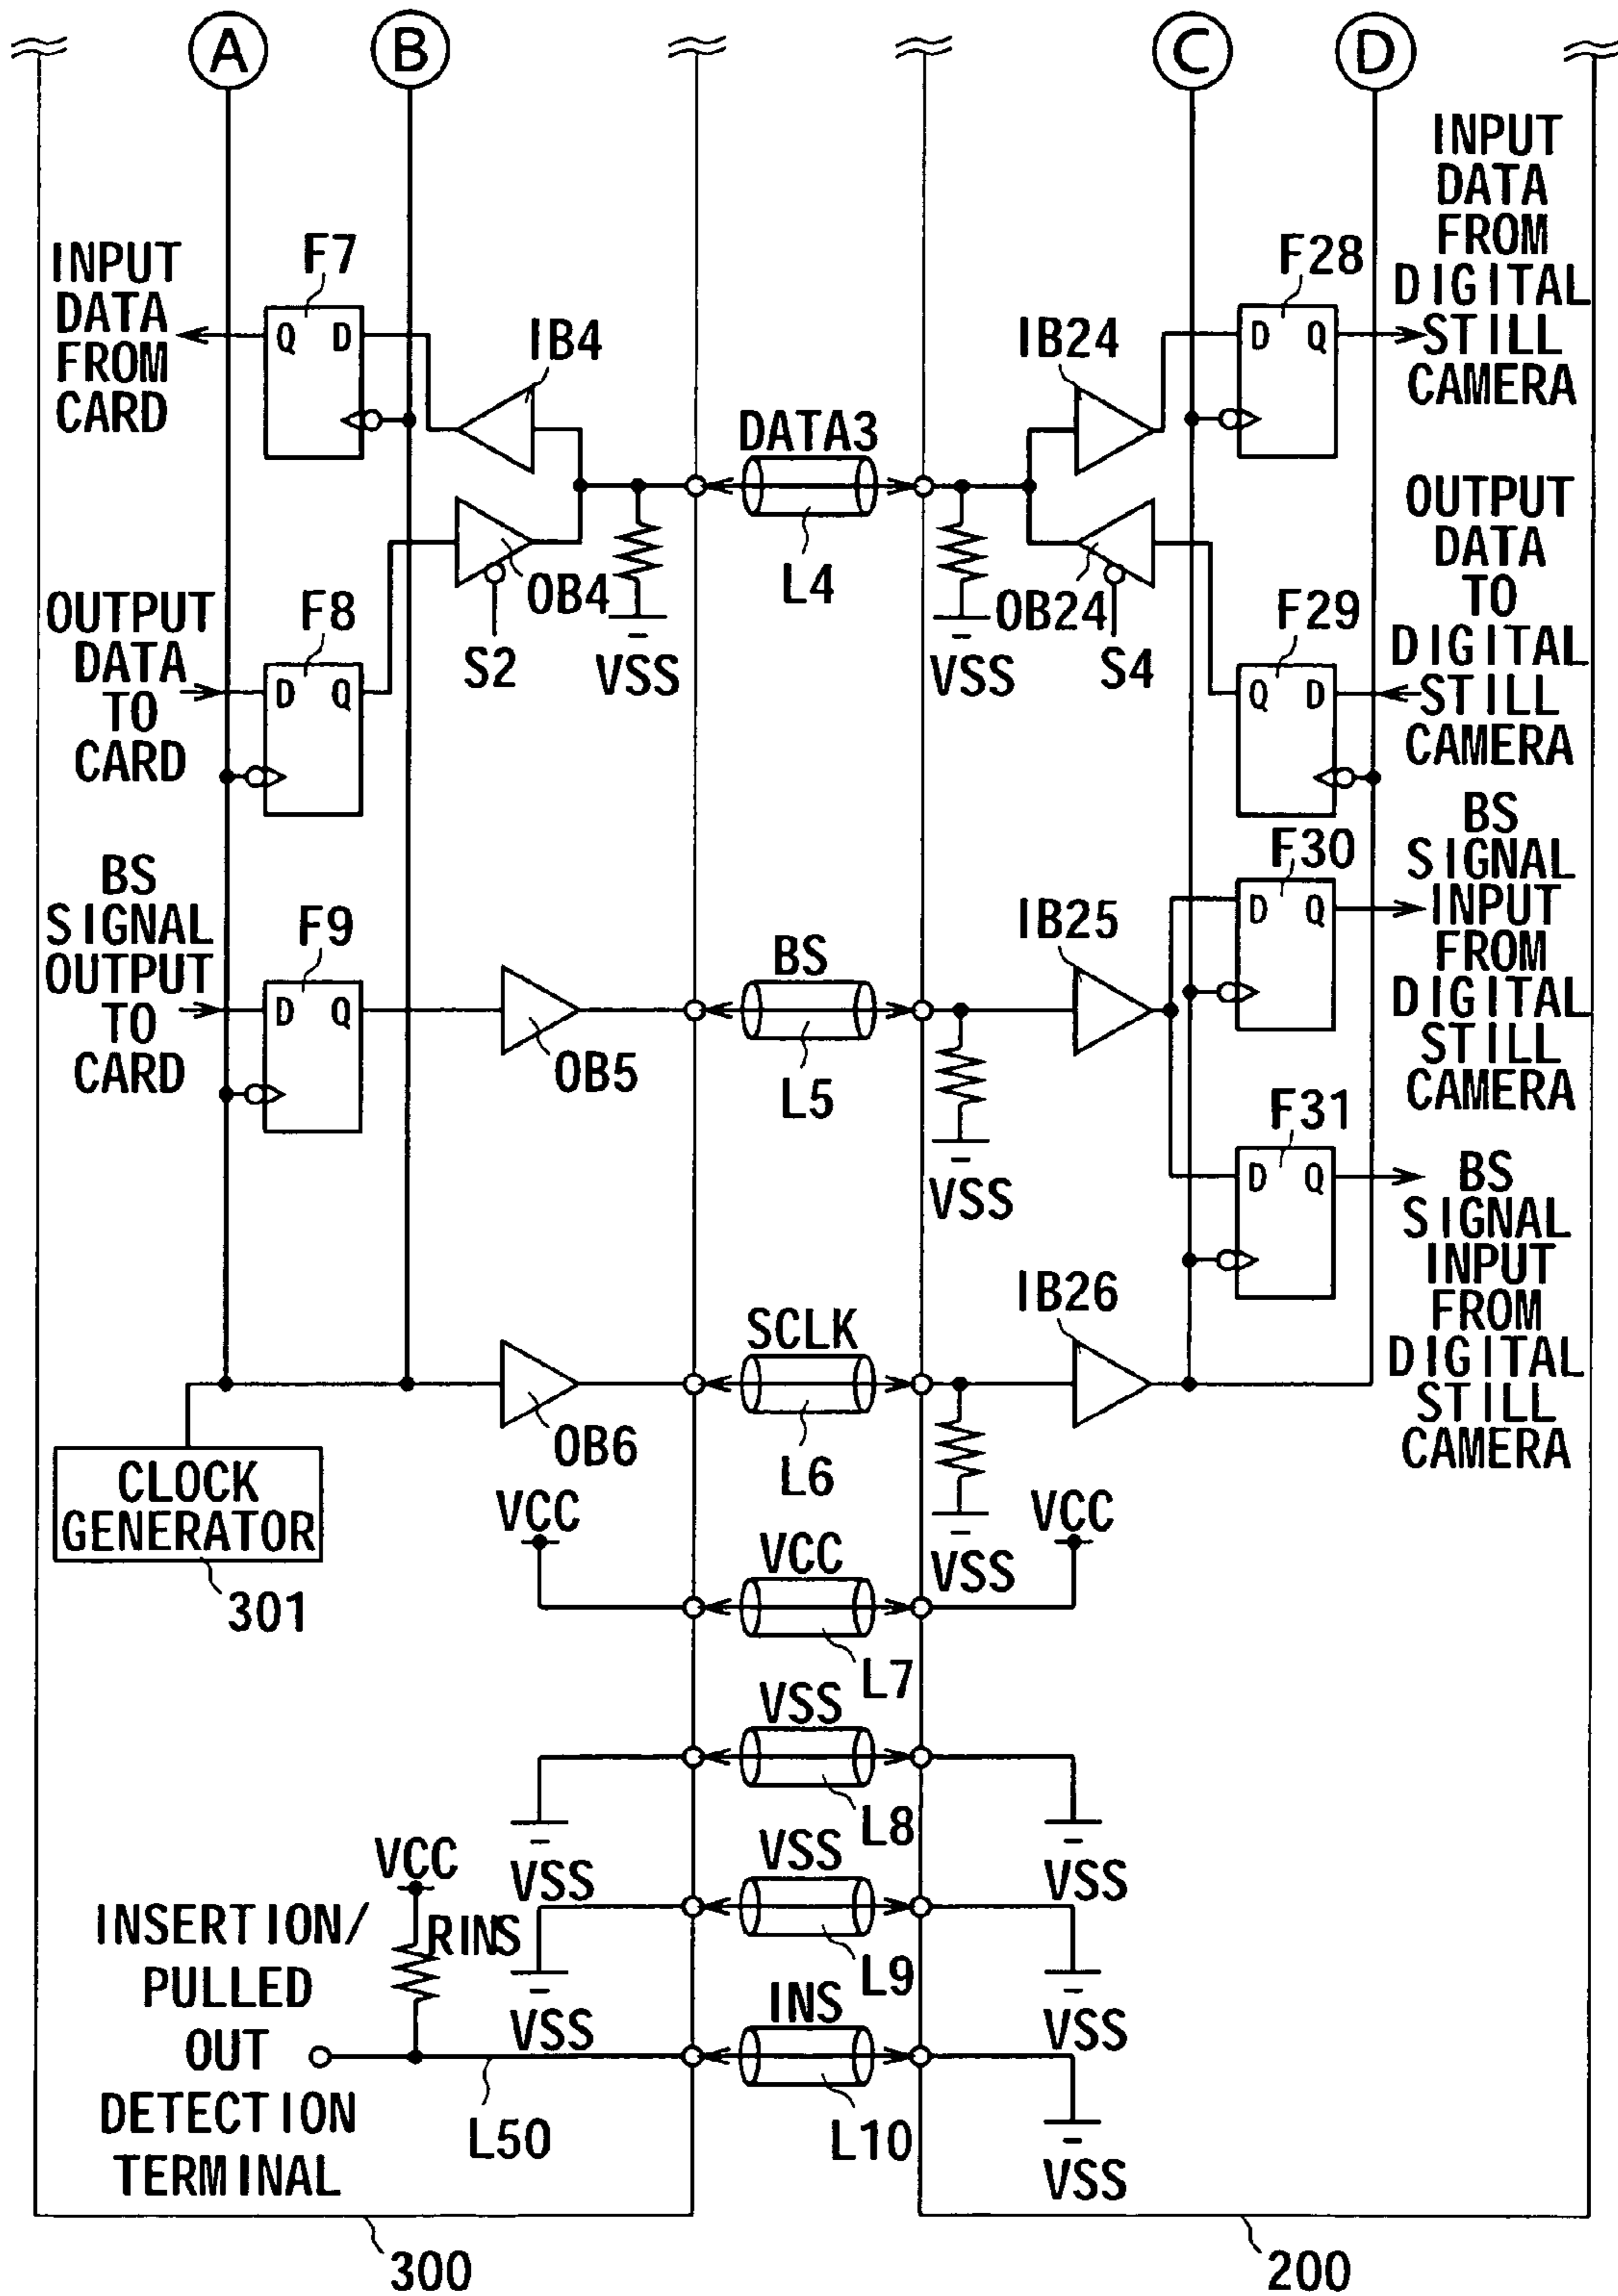 A
B
C
D
INPUT
DATA
FROM
CARD
F7
Q D
IB4
DATA3
IB24
F28
D Q
INPUT
DATA
FROM
DIGITAL
STILL
CAMERA
OUTPUT
DATA
TO
CARD
F8
D Q
OB4
S2
VSS
L4
VSS
OB24
S4
F29
Q D
OUTPUT
DATA
TO
DIGITAL
STILL
CAMERA
BS
SIGNAL
OUTPUT
TO
CARD
F9
D Q
OB5
BS
L5
VSS
IB25
F30
D Q
BS
SIGNAL
INPUT
FROM
DIGITAL
STILL
CAMERA
F31
D Q
BS
SIGNAL
INPUT
FROM
DIGITAL
STILL
CAMERA
CLOCK
GENERATOR
301
OB6
SCLK
L6
VSS
IB26
VCC
VCC
L7
VCC
VSS
L8
VSS
VSS
VSS
L9
VSS
VSS
INSERTION/
PULLED
OUT
DETECTION
TERMINAL
VCC
RINS
L50
INS
L10
VSS
300
200